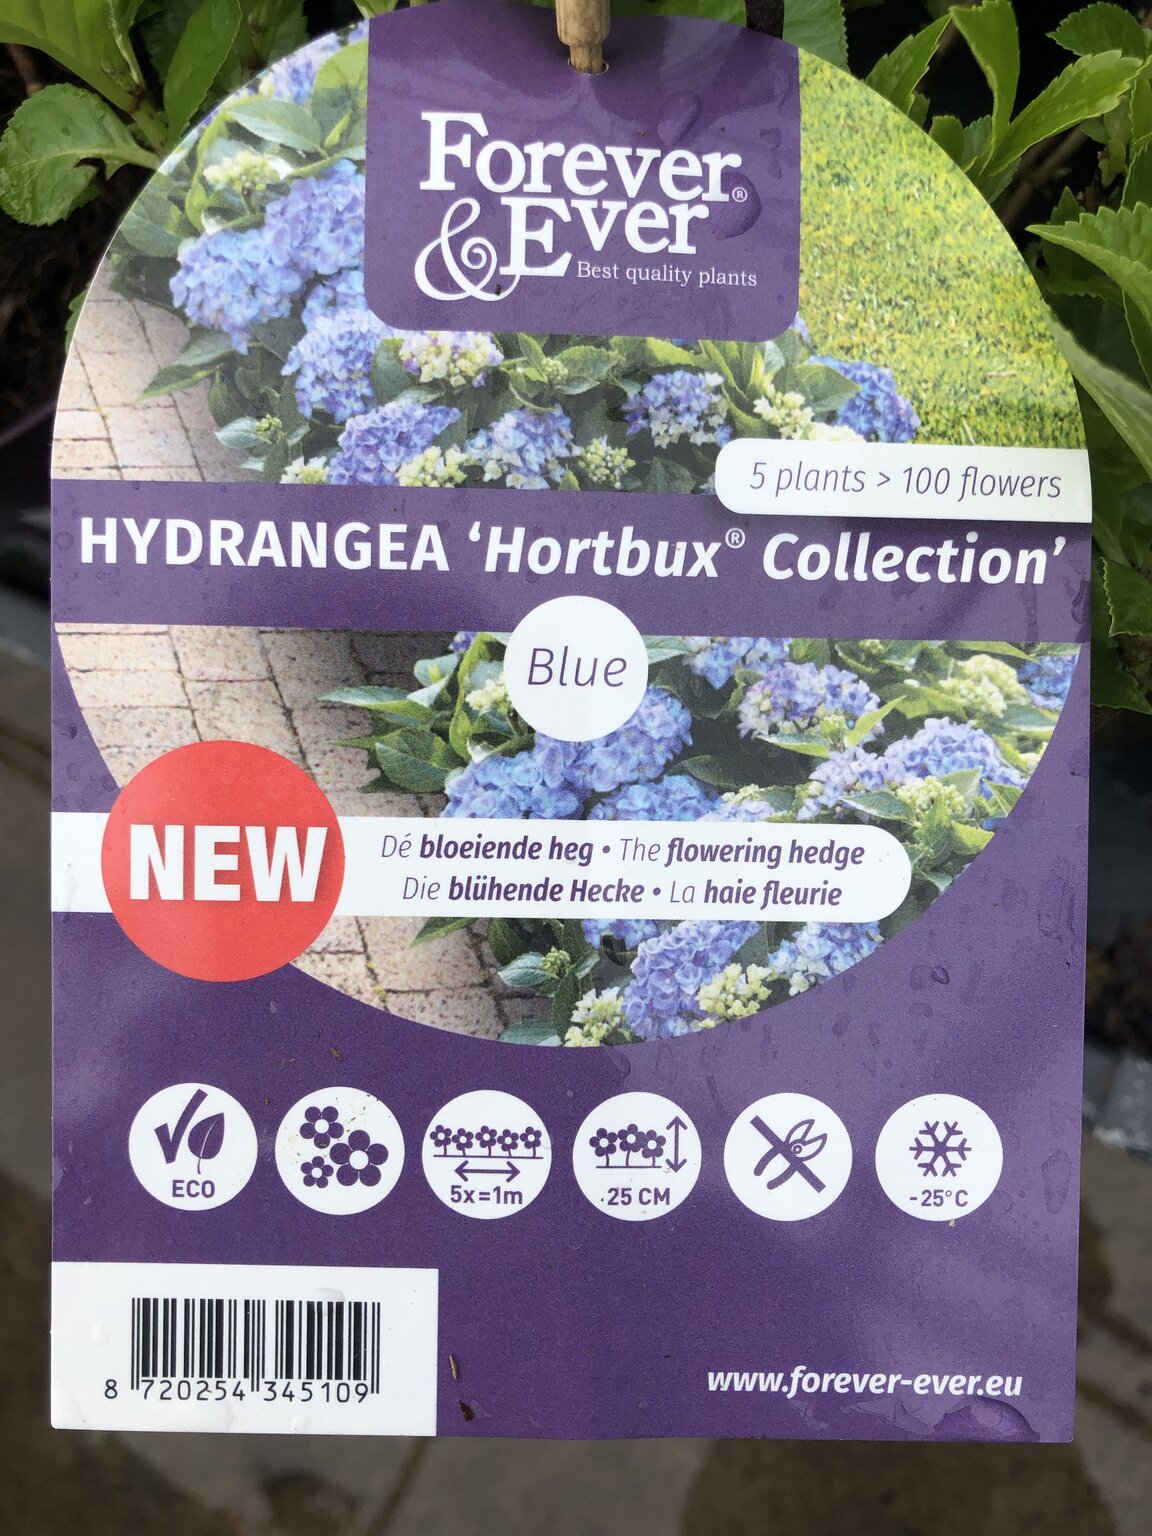 Forever®
& Ever
Best quality plants
5 plants > 100 flowers
HYDRANGEA ‘Hortbux® Collection’
Blue
NEW
Dé bloeiende heg • The flowering hedge
Die blühende Hecke • La haie fleurie
ECO
5x=1m
25 CM
-25°C
8 720254 345109
www.forever-ever.eu